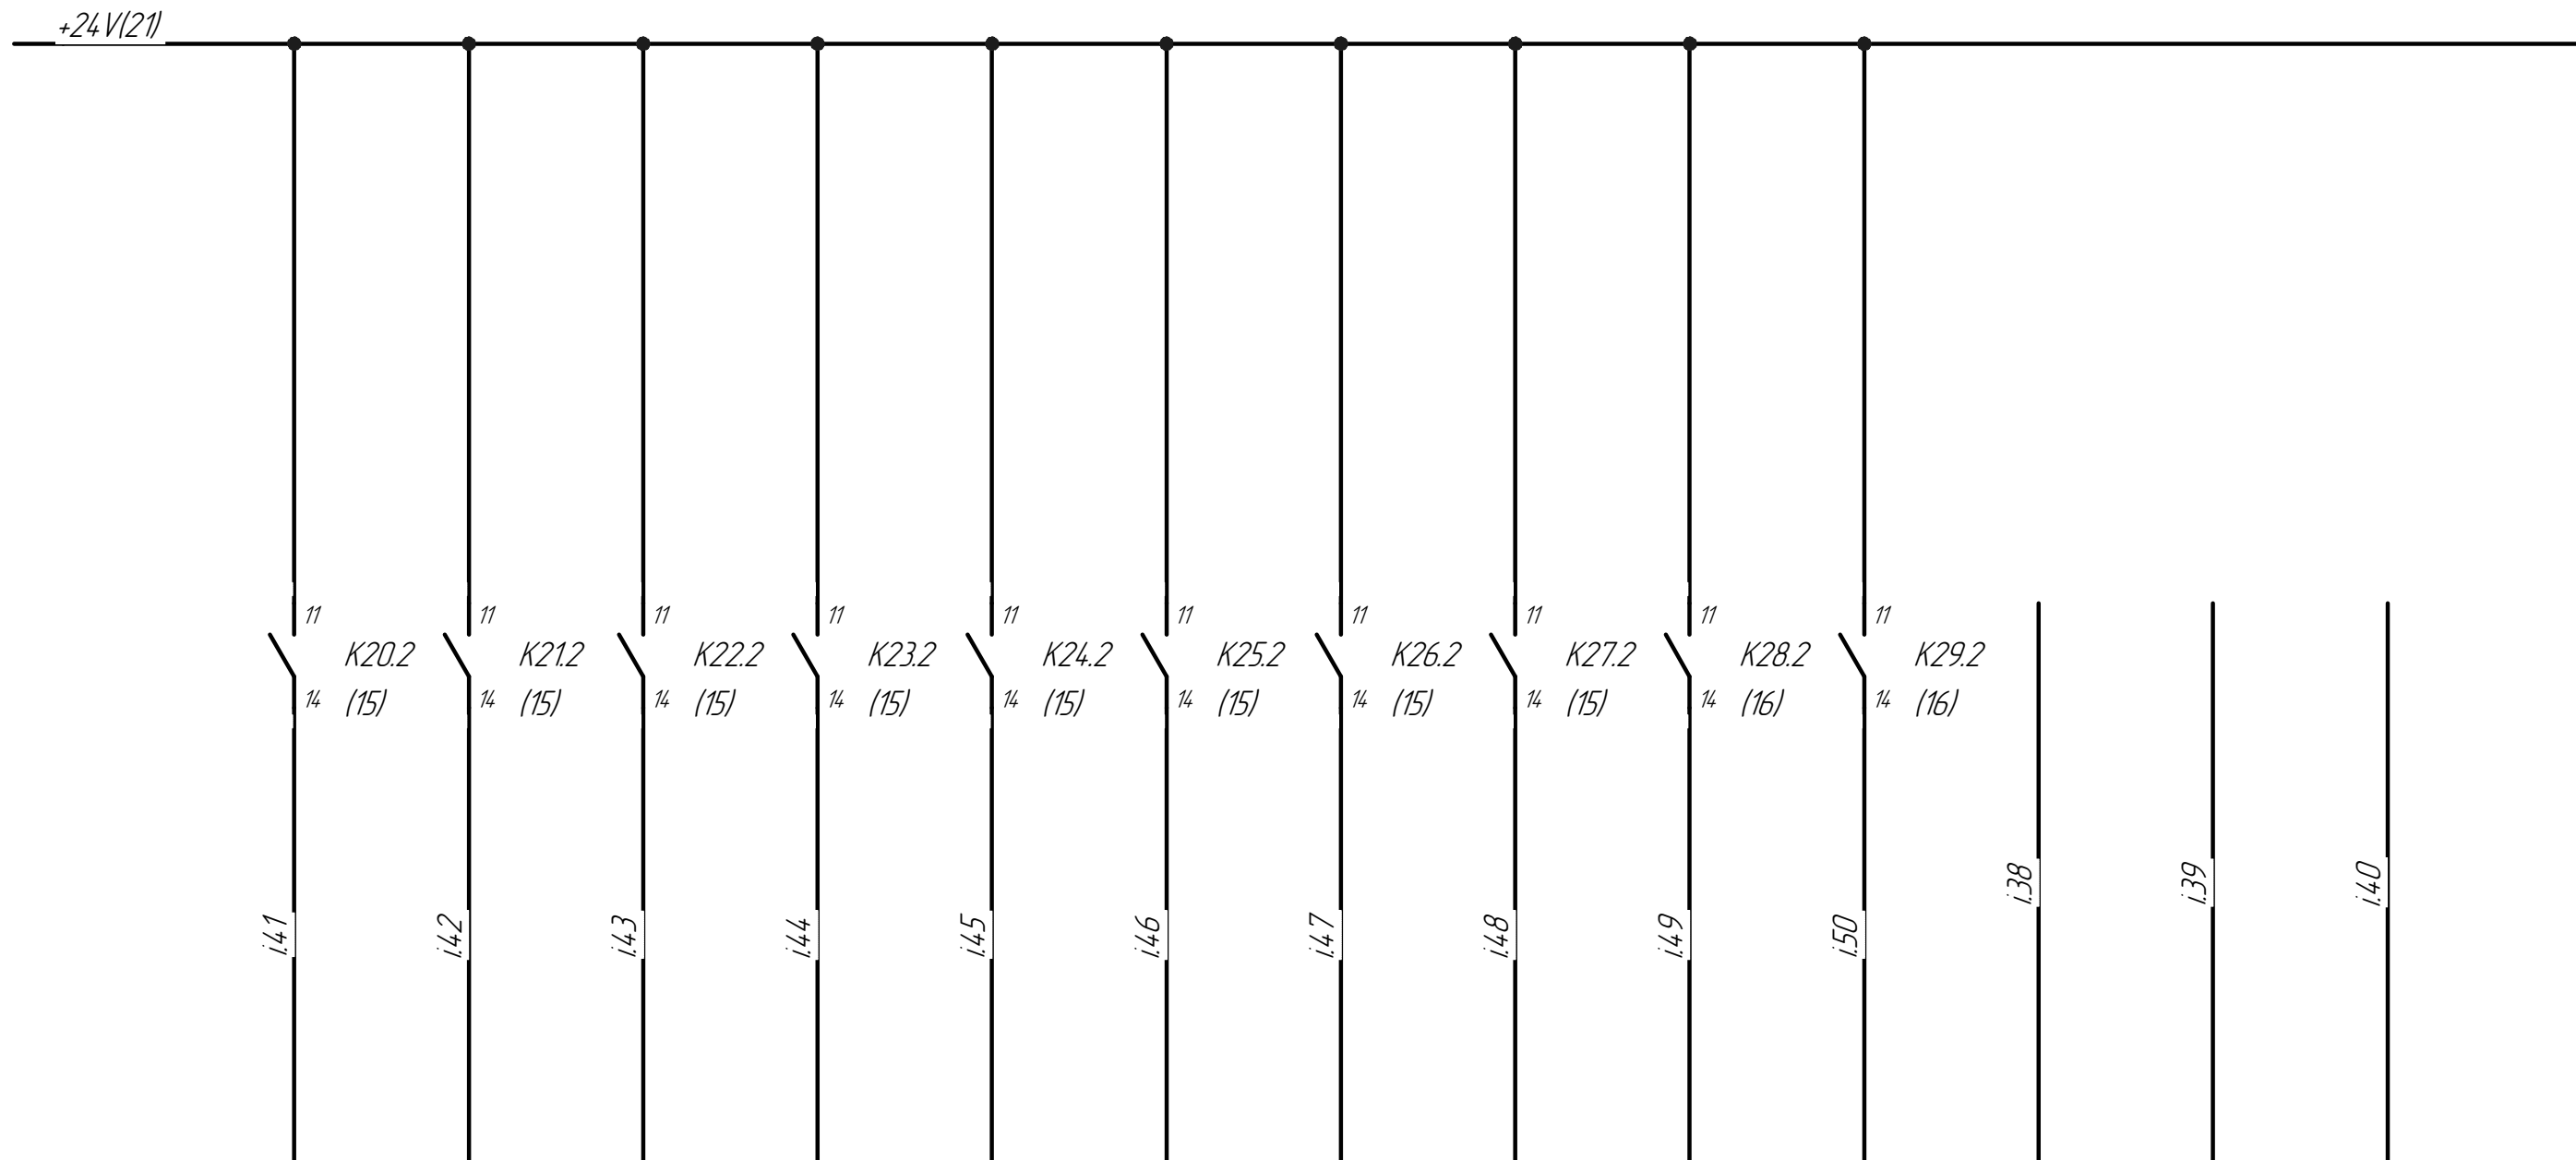 +24V(21)
11 11 11 11 11 11 11 11 11 11
K20.2 K21.2 K22.2 K23.2 K24.2 K25.2 K26.2 K27.2 K28.2 K29.2
14 (15) 14 (15) 14 (15) 14 (15) 14 (15) 14 (15) 14 (15) 14 (15) 14 (16) 14 (16)
i.38 i.39 i.40
i.41 i.42 i.43 i.44 i.45 i.46 i.47 i.48 i.49 i.50